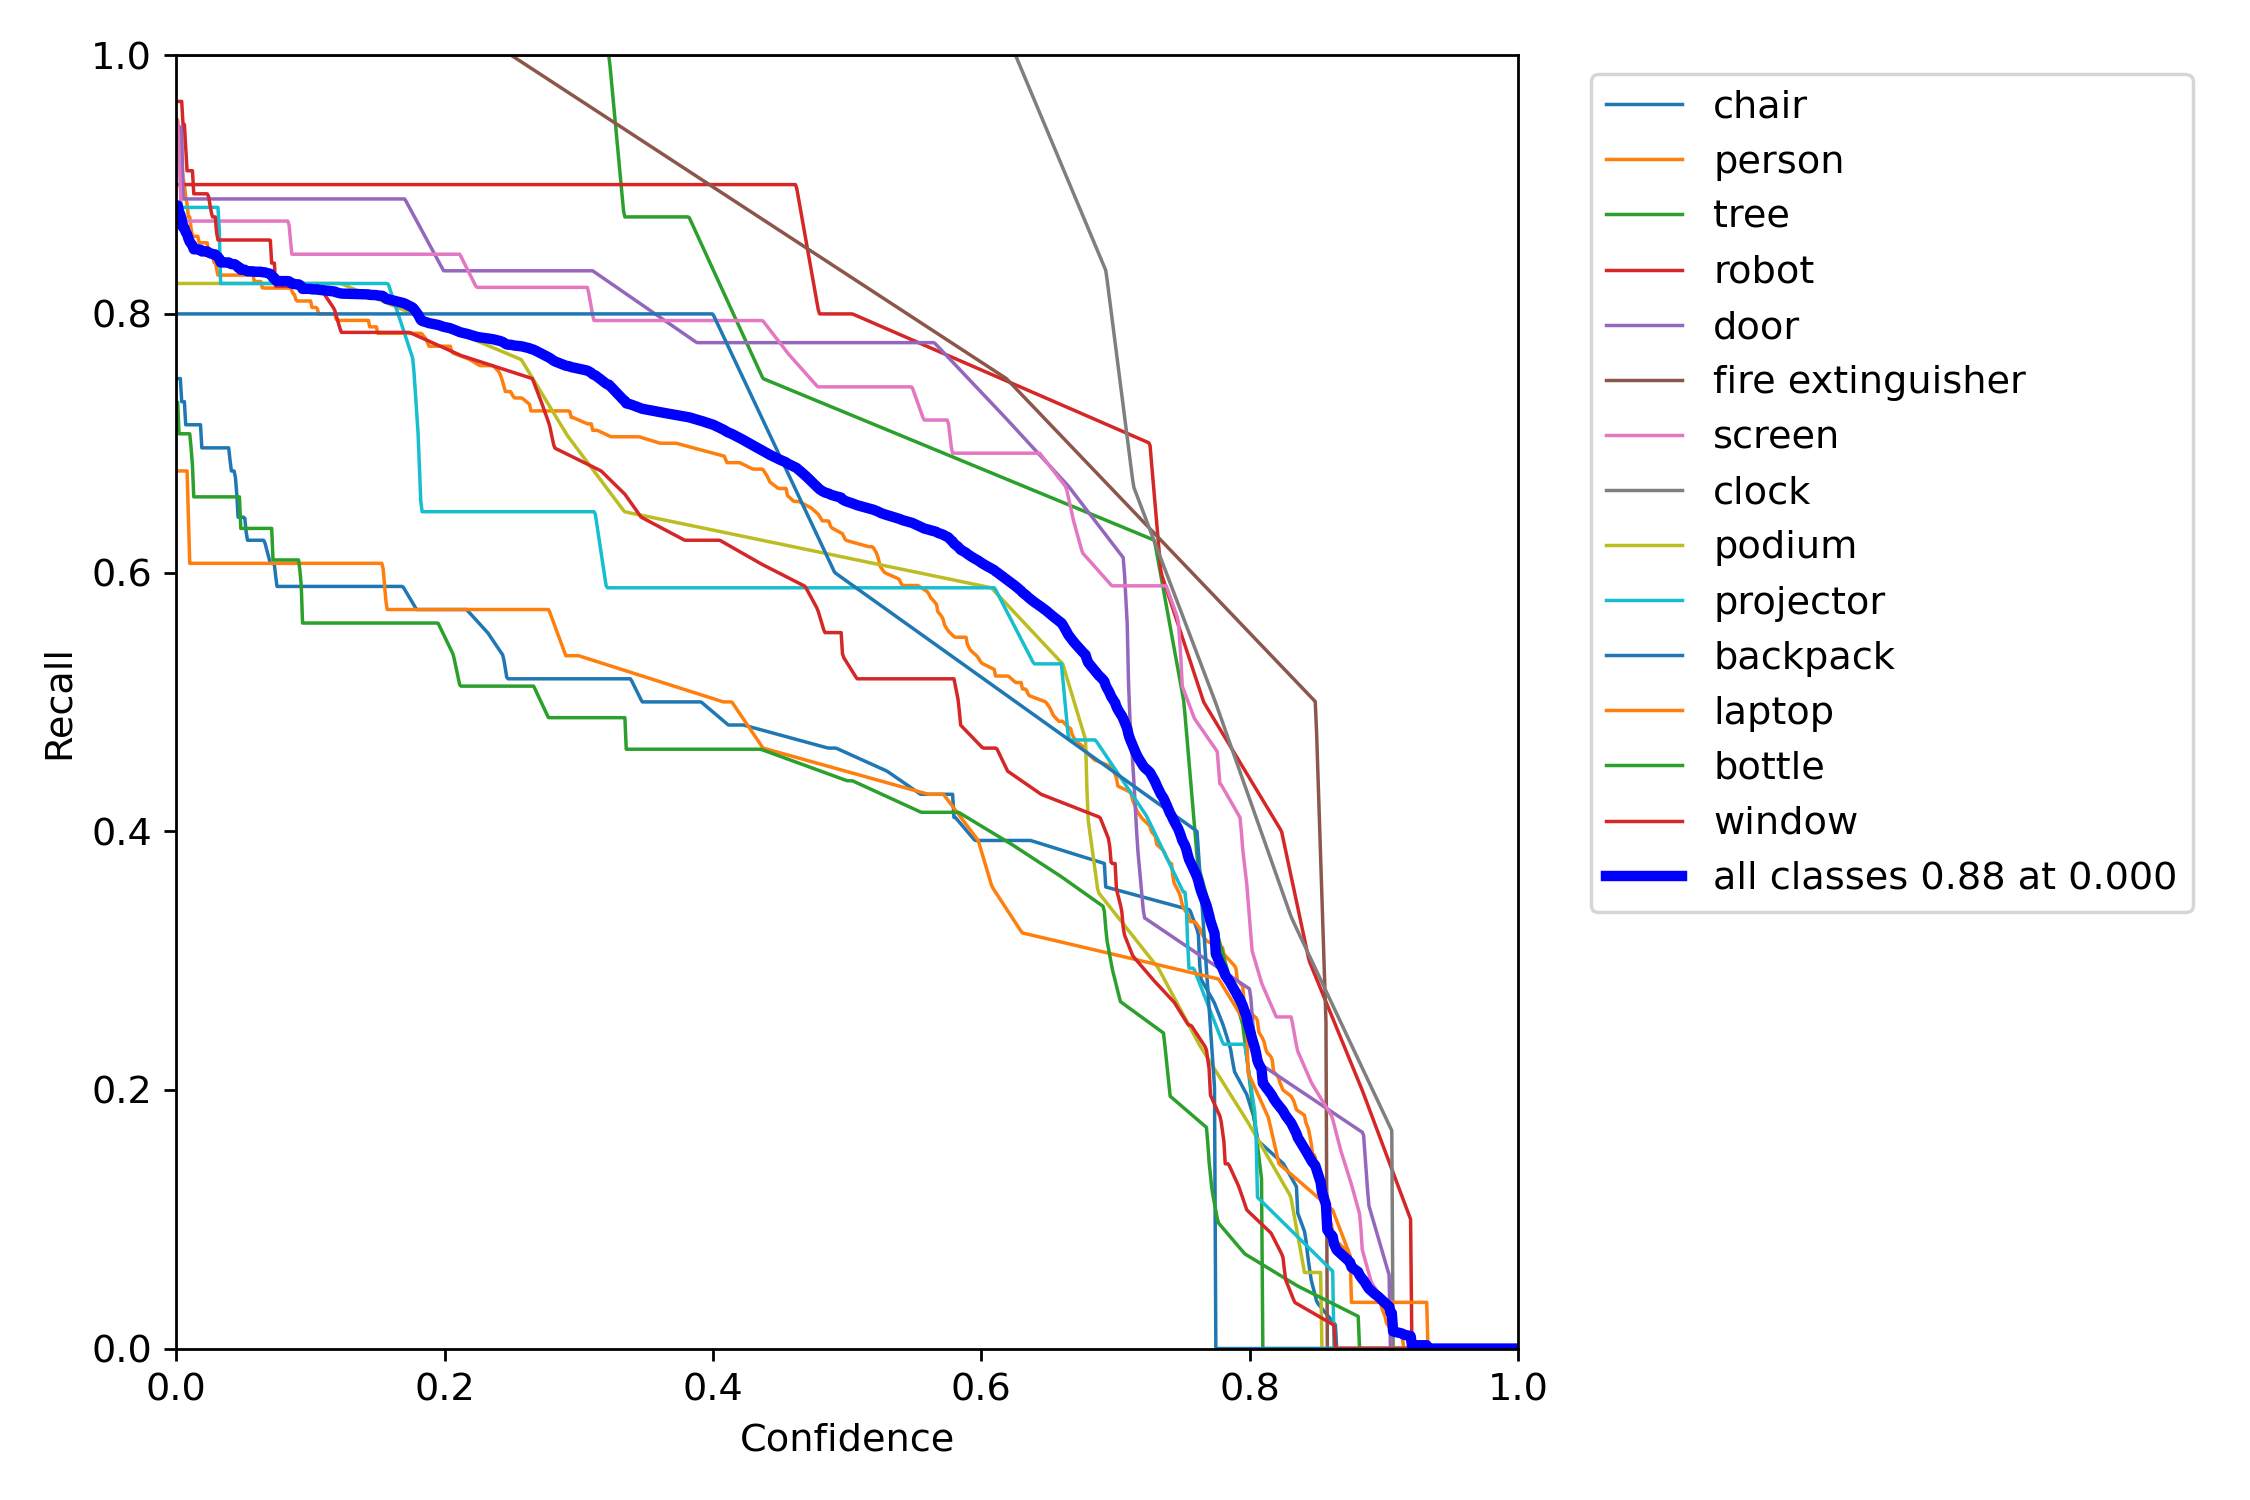 1.0
0.8
0.6
0.4
0.2
0.0
0.0 0.2 0.4 0.6 0.8 1.0
Recall
Confidence
chair
person
tree
robot
door
fire extinguisher
screen
clock
podium
projector
backpack
laptop
bottle
window
all classes 0.88 at 0.000